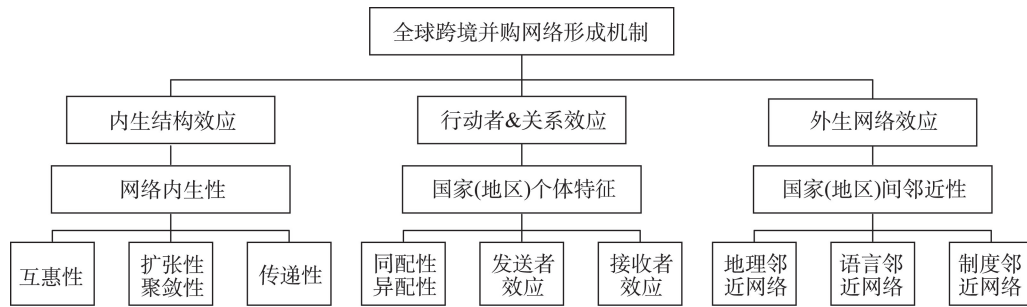 全球跨境并购网络形成机制
内生结构效应
行动者&关系效应
外生网络效应
网络内生性
国家(地区)个体特征
国家(地区)间邻近性
互惠性
扩张性
聚敛性
传递性
同配性
异配性
发送者
效应
接收者
效应
地理邻
近网络
语言邻
近网络
制度邻
近网络